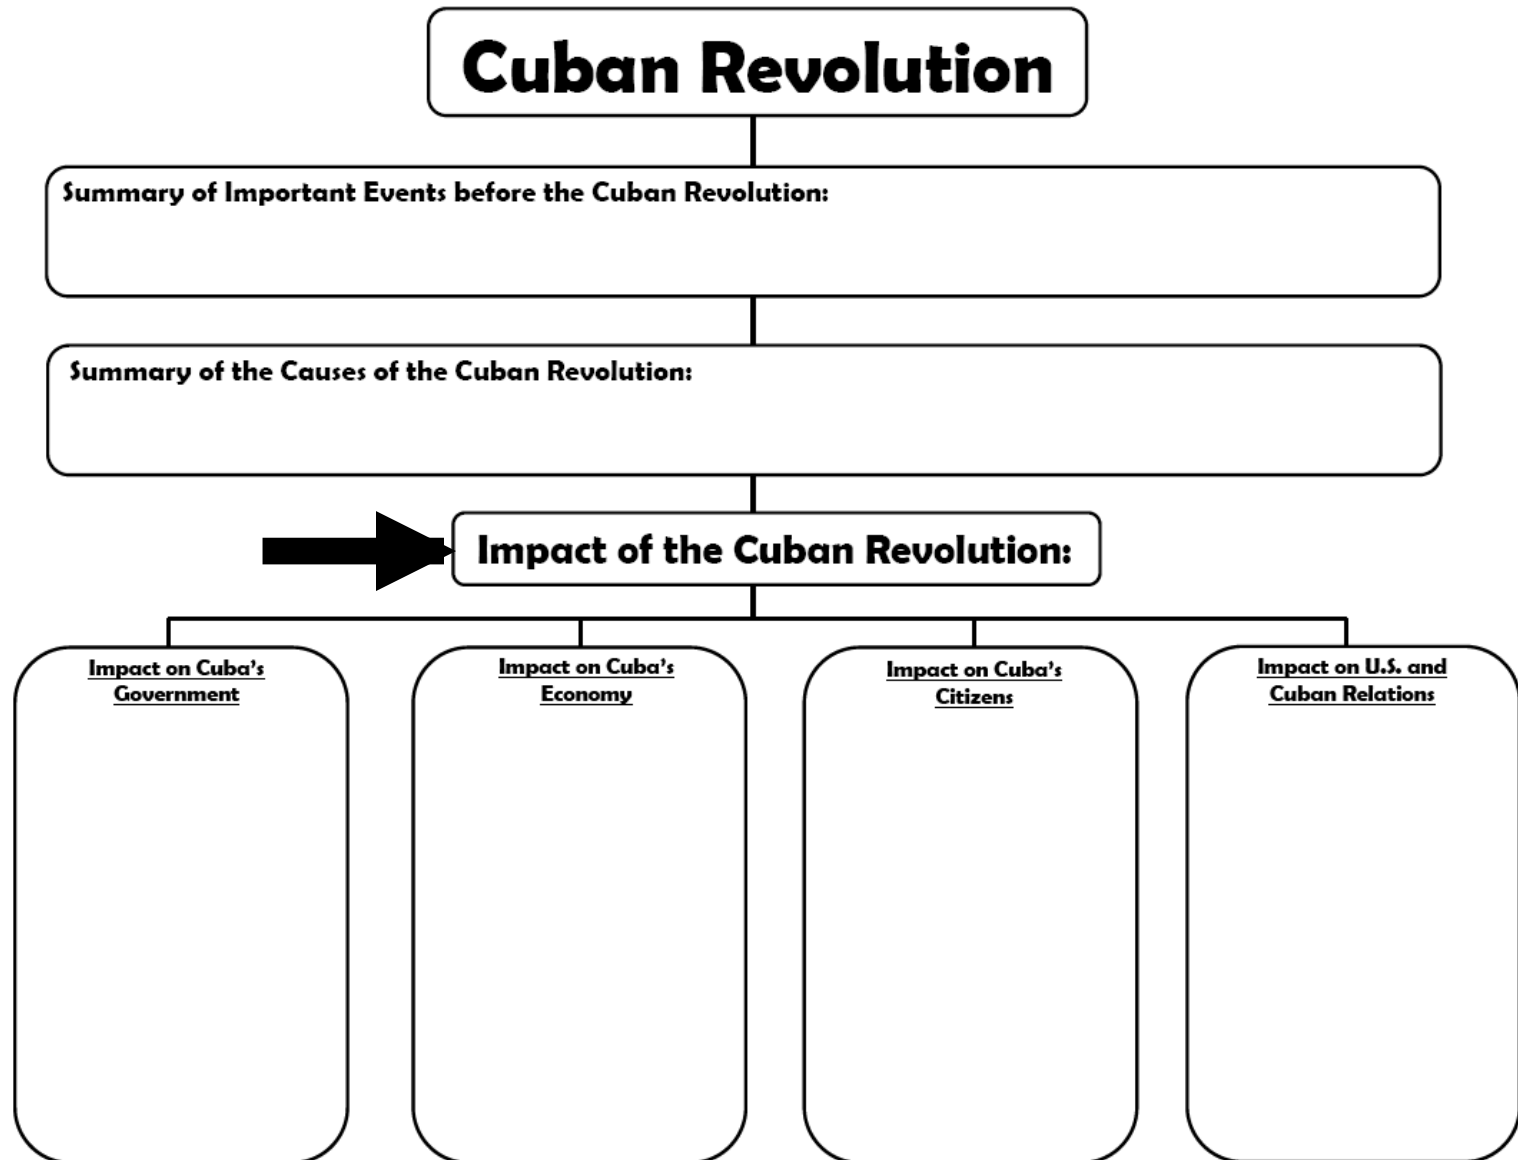 Cuban Revolution
Summary of Important Events before the Cuban Revolution:
Summary of the Causes of the Cuban Revolution:
Impact of the Cuban Revolution:
Impact on Cuba's
Government
Impact on Cuba's
Economy
Impact on Cuba's
Citizens
Impact on U.S. and
Cuban Relations